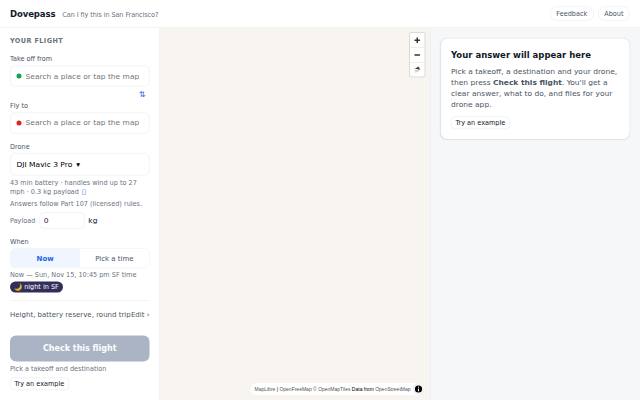 Dovepass Can I fly this in San Francisco?
Feedback About
YOUR FLIGHT
Take off from
Search a place or tap the map
Fly to
Search a place or tap the map
Drone
DJI Mavic 3 Pro
43 min battery · handles wind up to 27
mph · 0.3 kg payload
Answers follow Part 107 (licensed) rules.
Payload 0 kg
When
Now Pick a time
Now — Sun, Nov 15, 10:45 pm SF time
night in SF
Height, battery reserve, round trip Edit ›
Check this flight
Pick a takeoff and destination
Try an example
MapLibre | OpenFreeMap © OpenMapTiles Data from OpenStreetMap
Your answer will appear here
Pick a takeoff, a destination and your drone,
then press Check this flight. You'll get a
clear answer, what to do, and files for your
drone app.
Try an example